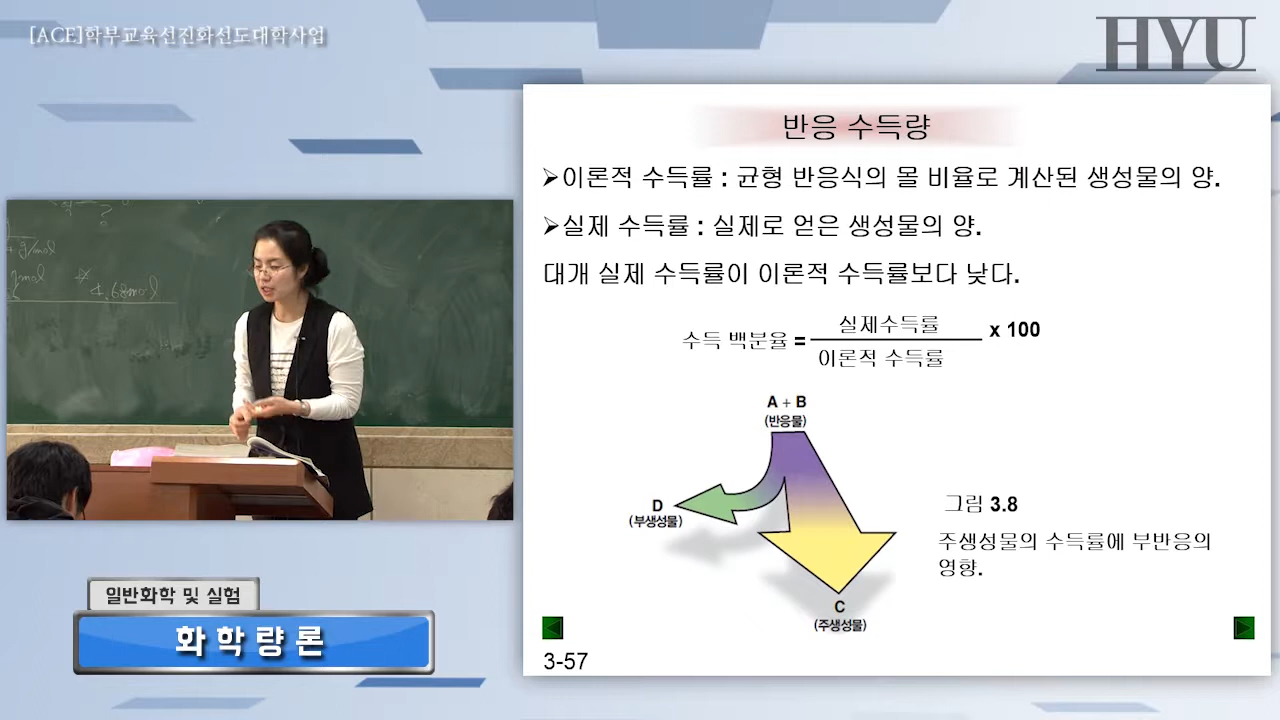 [ACE]학부교육선진화선도대학사업
HYU
반응 수득량
➢이론적 수득률 : 균형 반응식의 몰 비율로 계산된 생성물의 양.
➢실제 수득률 : 실제로 얻은 생성물의 양.
대개 실제 수득률이 이론적 수득률보다 낮다.
수득 백분율 = 실제수득률 x 100
이론적 수득률
A + B
(반응물)
D
(부생성물)
C
(주생성물)
그림 3.8
주생성물의 수득률에 부반응의
영향.
3-57
g/mol
4.68mol
일반화학 및 실험
화학량론